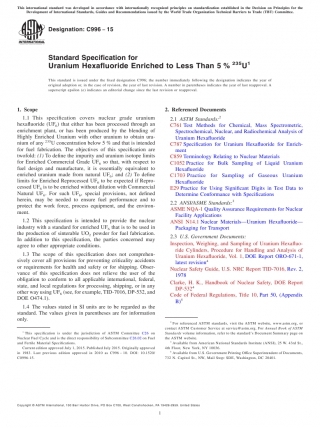 This international standard was developed in accordance with internationally recognized principles on standardization established in the Decision on Principles for the
Development of International Standards, Guides and Recommendations issued by the World Trade Organization Technical Barriers to Trade (TBT) Committee.
Designation: C996 − 15
Standard Specification for
Uranium Hexafluoride Enriched to Less Than 5 % ²³⁵U¹
This standard is issued under the fixed designation C996; the number immediately following the designation indicates the year of
original adoption or, in the case of revision, the year of last revision. A number in parentheses indicates the year of last reapproval. A
superscript epsilon (ε) indicates an editorial change since the last revision or reapproval.
1. Scope
1.1 This specification covers nuclear grade uranium
hexafluoride (UF₆) that either has been processed through an
enrichment plant, or has been produced by the blending of
Highly Enriched Uranium with other uranium to obtain ura-
nium of any ²³⁵U concentration below 5 % and that is intended
for fuel fabrication. The objectives of this specification are
twofold: (1) To define the impurity and uranium isotope limits
for Enriched Commercial Grade UF₆ so that, with respect to
fuel design and manufacture, it is essentially equivalent to
enriched uranium made from natural UF₆; and (2) To define
limits for Enriched Reprocessed UF₆ to be expected if Repro-
cessed UF₆ is to be enriched without dilution with Commercial
Natural UF₆. For such UF₆, special provisions, not defined
herein, may be needed to ensure fuel performance and to
protect the work force, process equipment, and the environ-
ment.
1.2 This specification is intended to provide the nuclear
industry with a standard for enriched UF₆ that is to be used in
the production of sinterable UO₂ powder for fuel fabrication.
In addition to this specification, the parties concerned may
agree to other appropriate conditions.
1.3 The scope of this specification does not comprehen-
sively cover all provisions for preventing criticality accidents
or requirements for health and safety or for shipping. Obser-
vance of this specification does not relieve the user of the
obligation to conform to all applicable international, federal,
state, and local regulations for processing, shipping, or in any
other way using UF₆ (see, for example, TID-7016, DP-532, and
DOE O474.1).
1.4 The values stated in SI units are to be regarded as the
standard. The values given in parentheses are for information
only.
¹ This specification is under the jurisdiction of ASTM Committee C26 on
Nuclear Fuel Cycle and is the direct responsibility of Subcommittee C26.02 on Fuel
and Fertile Material Specifications.
Current edition approved July 1, 2015. Published July 2015. Originally approved
in 1983. Last previous edition approved in 2010 as C996 – 10. DOI: 10.1520/
C0996-15.
2. Referenced Documents
2.1 ASTM Standards:²
C761 Test Methods for Chemical, Mass Spectrometric,
Spectrochemical, Nuclear, and Radiochemical Analysis of
Uranium Hexafluoride
C787 Specification for Uranium Hexafluoride for Enrich-
ment
C859 Terminology Relating to Nuclear Materials
C1052 Practice for Bulk Sampling of Liquid Uranium
Hexafluoride
C1703 Practice for Sampling of Gaseous Uranium
Hexafluoride
E29 Practice for Using Significant Digits in Test Data to
Determine Conformance with Specifications
2.2 ANSI/ASME Standards:³
ASME NQA-1 Quality Assurance Requirements for Nuclear
Facility Applications
ANSI N14.1 Nuclear Materials—Uranium Hexafluoride—
Packaging for Transport
2.3 U.S. Government Documents:
Inspection, Weighing, and Sampling of Uranium Hexafluo-
ride Cylinders, Procedure for Handling and Analysis of
Uranium Hexafluoride, Vol. 1, DOE Report ORO-671-1,
latest revision⁴
Nuclear Safety Guide, U.S. NRC Report TID-7016, Rev. 2,
1978
Clarke, H. K., Handbook of Nuclear Safety, DOE Report
DP-532⁴
Code of Federal Regulations, Title 10, Part 50, (Appendix
B)⁴
² For referenced ASTM standards, visit the ASTM website, www.astm.org, or
contact ASTM Customer Service at service@astm.org. For Annual Book of ASTM
Standards volume information, refer to the standard's Document Summary page on
the ASTM website.
³ Available from American National Standards Institute (ANSI), 25 W. 43rd St.,
4th Floor, New York, NY 10036.
⁴ Available from U.S. Government Printing Office Superintendent of Documents,
732 N. Capitol St., NW, Mail Stop: SDE, Washington, DC 20401.
Copyright © ASTM International, 100 Barr Harbor Drive, PO Box C700, West Conshohocken, PA 19428-2959. United States
1